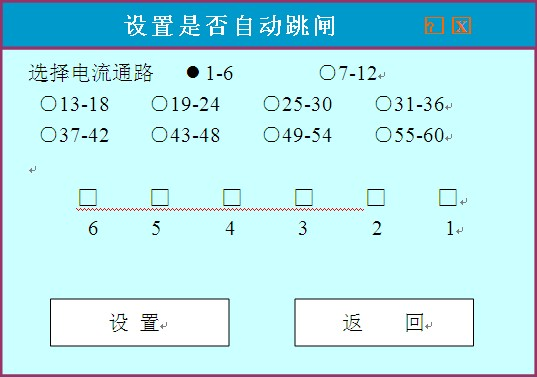 设置是否自动跳闸 ? X
选择电流通路 ●1-6 ○7-12
○13-18 ○19-24 ○25-30 ○31-36
○37-42 ○43-48 ○49-54 ○55-60
□ □ □ □ □ □
6 5 4 3 2 1
设 置 返 回